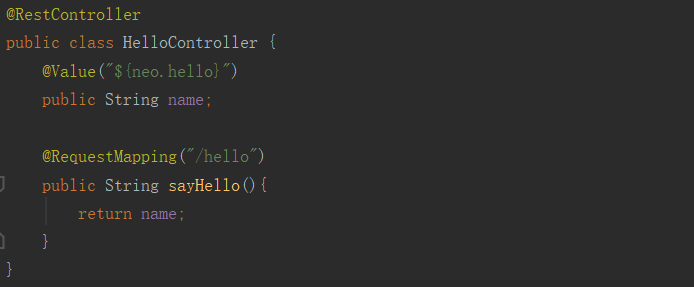 @RestController
public class HelloController {
@Value("${neo.hello}")
public String name;
@RequestMapping("/hello")
public String sayHello(){
return name;
}
}